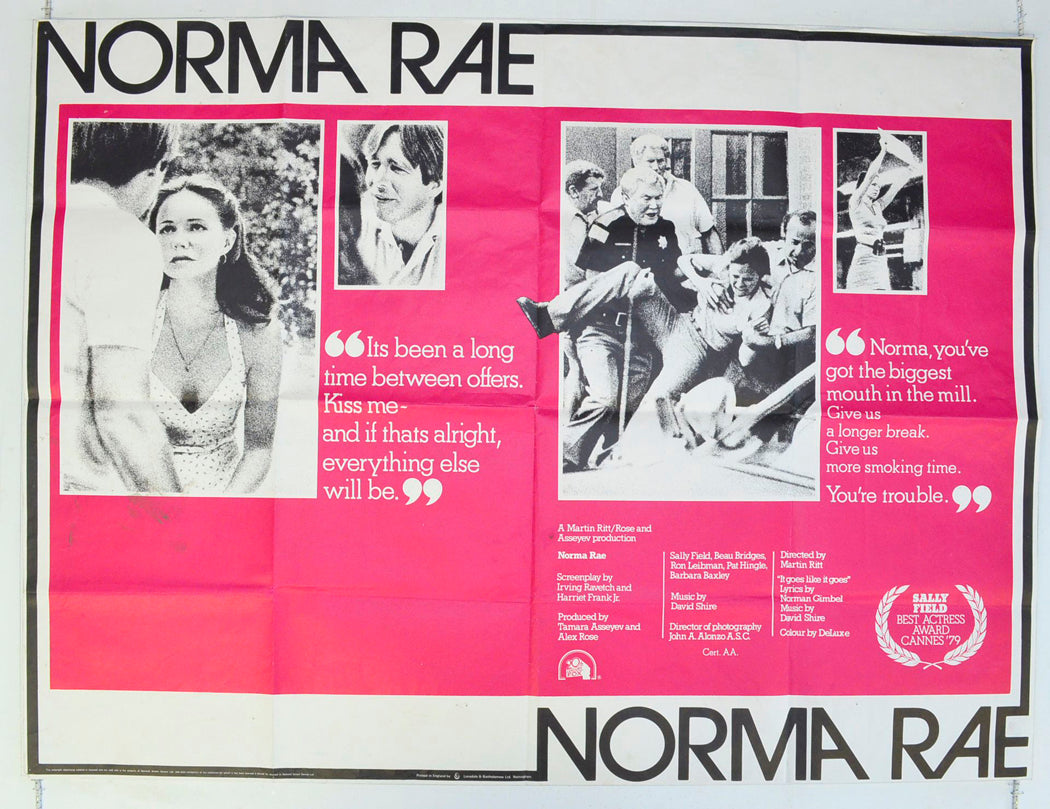 NORMA RAE
“Its been a long
time between offers.
Kiss me~
and if thats alright,
everything else
will be.”
“Norma, you've
got the biggest
mouth in the mill.
Give us
a longer break.
Give us
more smoking time.
You're trouble.”
A Martin Ritt/Rose and
Asseyev production
Norma Rae
Screenplay by
Irving Ravetch and
Harriet Frank Jr.
Produced by
Tamara Asseyev and
Alex Rose
Sally Field, Beau Bridges,
Ron Leibman, Pat Hingle,
Barbara Baxley
Music by
David Shire
Director of photography
John A. Alonzo A.S.C.
Directed by
Martin Ritt
"It goes like it goes"
Lyrics by
Norman Gimbel
Music by
David Shire
Colour by DeLuxe
Cert. AA.
SALLY
FIELD
BEST ACTRESS
AWARD
CANNES '79
FOX
NORMA RAE
Printed in England by